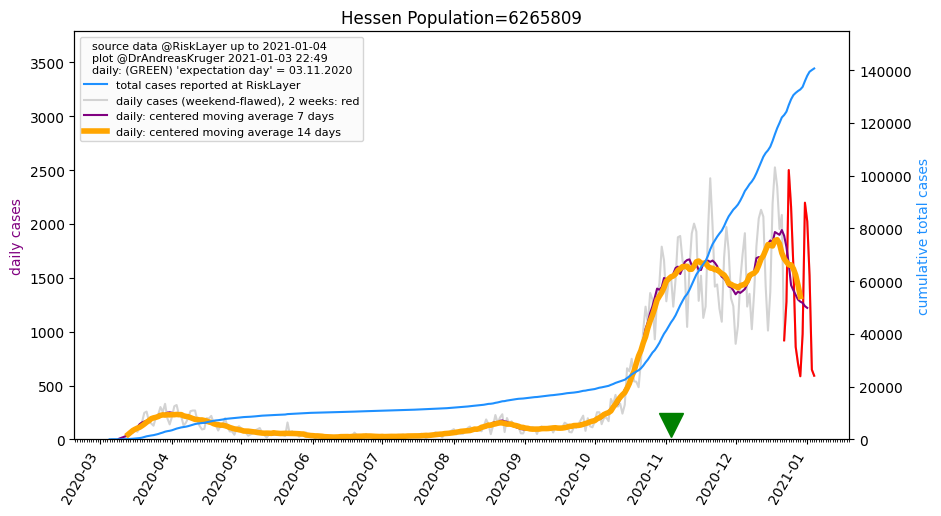 Hessen Population=6265809
source data @RiskLayer up to 2021-01-04
plot @DrAndreasKruger 2021-01-03 22:49
daily: (GREEN) 'expectation day' = 03.11.2020
total cases reported at RiskLayer
daily cases (weekend-flawed), 2 weeks: red
daily: centered moving average 7 days
daily: centered moving average 14 days
daily cases
3500
3000
2500
2000
1500
1000
500
0
140000
120000
100000
80000
60000
40000
20000
0
cumulative total cases
2020-03
2020-04
2020-05
2020-06
2020-07
2020-08
2020-09
2020-10
2020-11
2020-12
2021-01